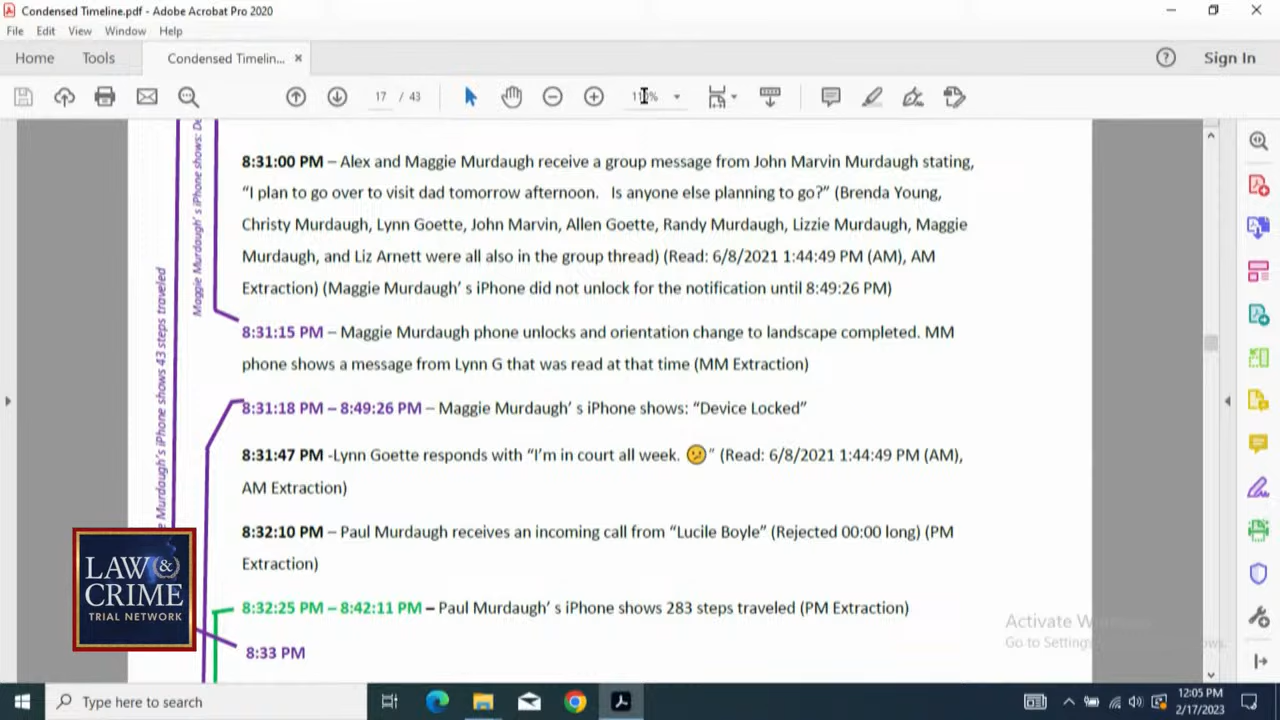 Condensed Timeline.pdf - Adobe Acrobat Pro 2020
File Edit View Window Help
Home Tools Condensed Timelin... × Sign In
17 / 43
Maggie Murdaugh' s iPhone shows: De
Murdaugh's iPhone shows 43 steps traveled
8:31:00 PM – Alex and Maggie Murdaugh receive a group message from John Marvin Murdaugh stating,
“I plan to go over to visit dad tomorrow afternoon. Is anyone else planning to go?” (Brenda Young,
Christy Murdaugh, Lynn Goette, John Marvin, Allen Goette, Randy Murdaugh, Lizzie Murdaugh, Maggie
Murdaugh, and Liz Arnett were all also in the group thread) (Read: 6/8/2021 1:44:49 PM (AM), AM
Extraction) (Maggie Murdaugh’ s iPhone did not unlock for the notification until 8:49:26 PM)
8:31:15 PM – Maggie Murdaugh phone unlocks and orientation change to landscape completed. MM
phone shows a message from Lynn G that was read at that time (MM Extraction)
8:31:18 PM – 8:49:26 PM – Maggie Murdaugh’ s iPhone shows: “Device Locked”
8:31:47 PM -Lynn Goette responds with “I’m in court all week. 😕” (Read: 6/8/2021 1:44:49 PM (AM),
AM Extraction)
8:32:10 PM – Paul Murdaugh receives an incoming call from “Lucile Boyle” (Rejected 00:00 long) (PM
Extraction)
8:32:25 PM – 8:42:11 PM – Paul Murdaugh’ s iPhone shows 283 steps traveled (PM Extraction)
8:33 PM
LAW &
CRIME
TRIAL NETWORK
Activate
Go to Settings
Type here to search
12:05 PM
2/17/2023